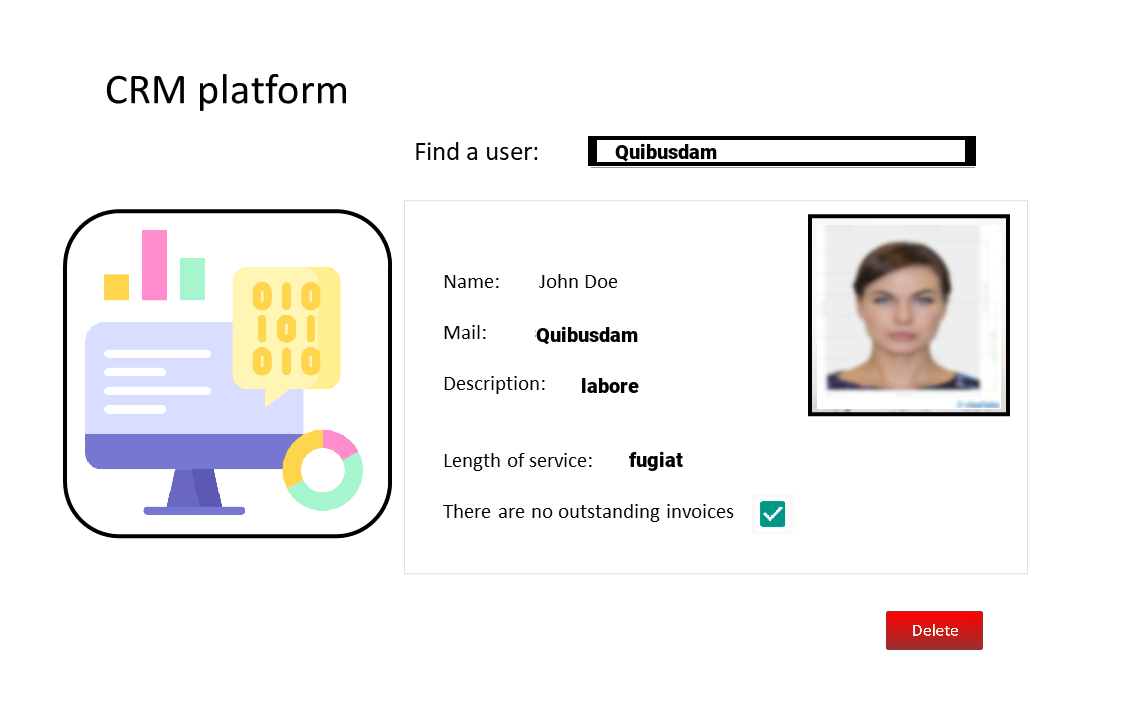 CRM platform
Find a user: Quibusdam
Name: John Doe
Mail: Quibusdam
Description: labore
Length of service: fugiat
There are no outstanding invoices
010
101
010
Delete